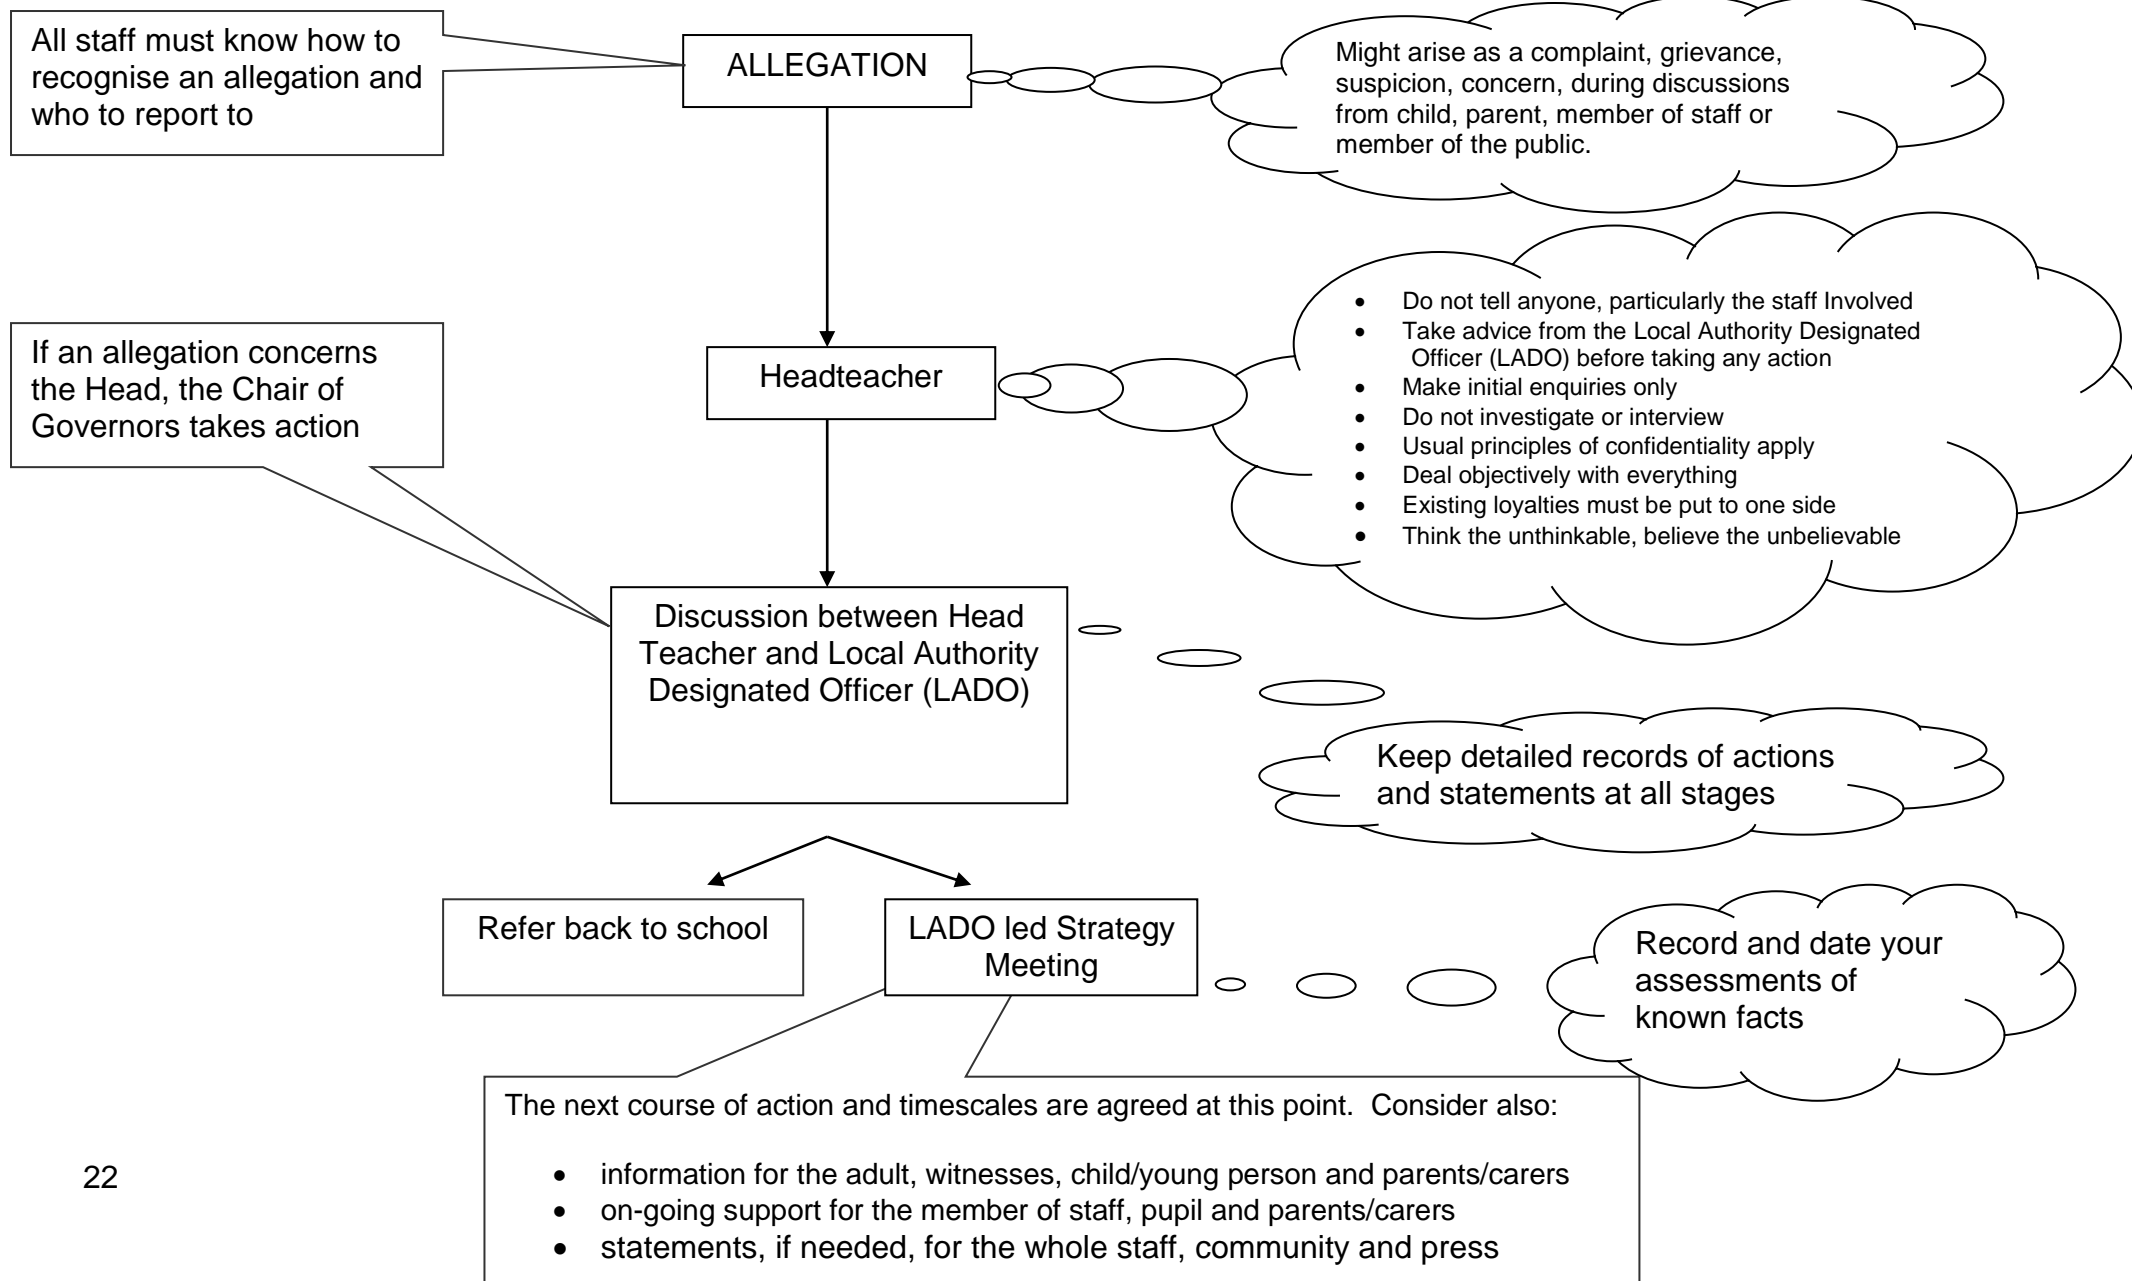 All staff must know how to
recognise an allegation and
who to report to
ALLEGATION
Might arise as a complaint, grievance,
suspicion, concern, during discussions
from child, parent, member of staff or
member of the public.
If an allegation concerns
the Head, the Chair of
Governors takes action
Headteacher
• Do not tell anyone, particularly the staff Involved
• Take advice from the Local Authority Designated
Officer (LADO) before taking any action
• Make initial enquiries only
• Do not investigate or interview
• Usual principles of confidentiality apply
• Deal objectively with everything
• Existing loyalties must be put to one side
• Think the unthinkable, believe the unbelievable
Discussion between Head
Teacher and Local Authority
Designated Officer (LADO)
Keep detailed records of actions
and statements at all stages
Refer back to school
LADO led Strategy
Meeting
Record and date your
assessments of
known facts
The next course of action and timescales are agreed at this point.  Consider also:
• information for the adult, witnesses, child/young person and parents/carers
• on-going support for the member of staff, pupil and parents/carers
• statements, if needed, for the whole staff, community and press
22